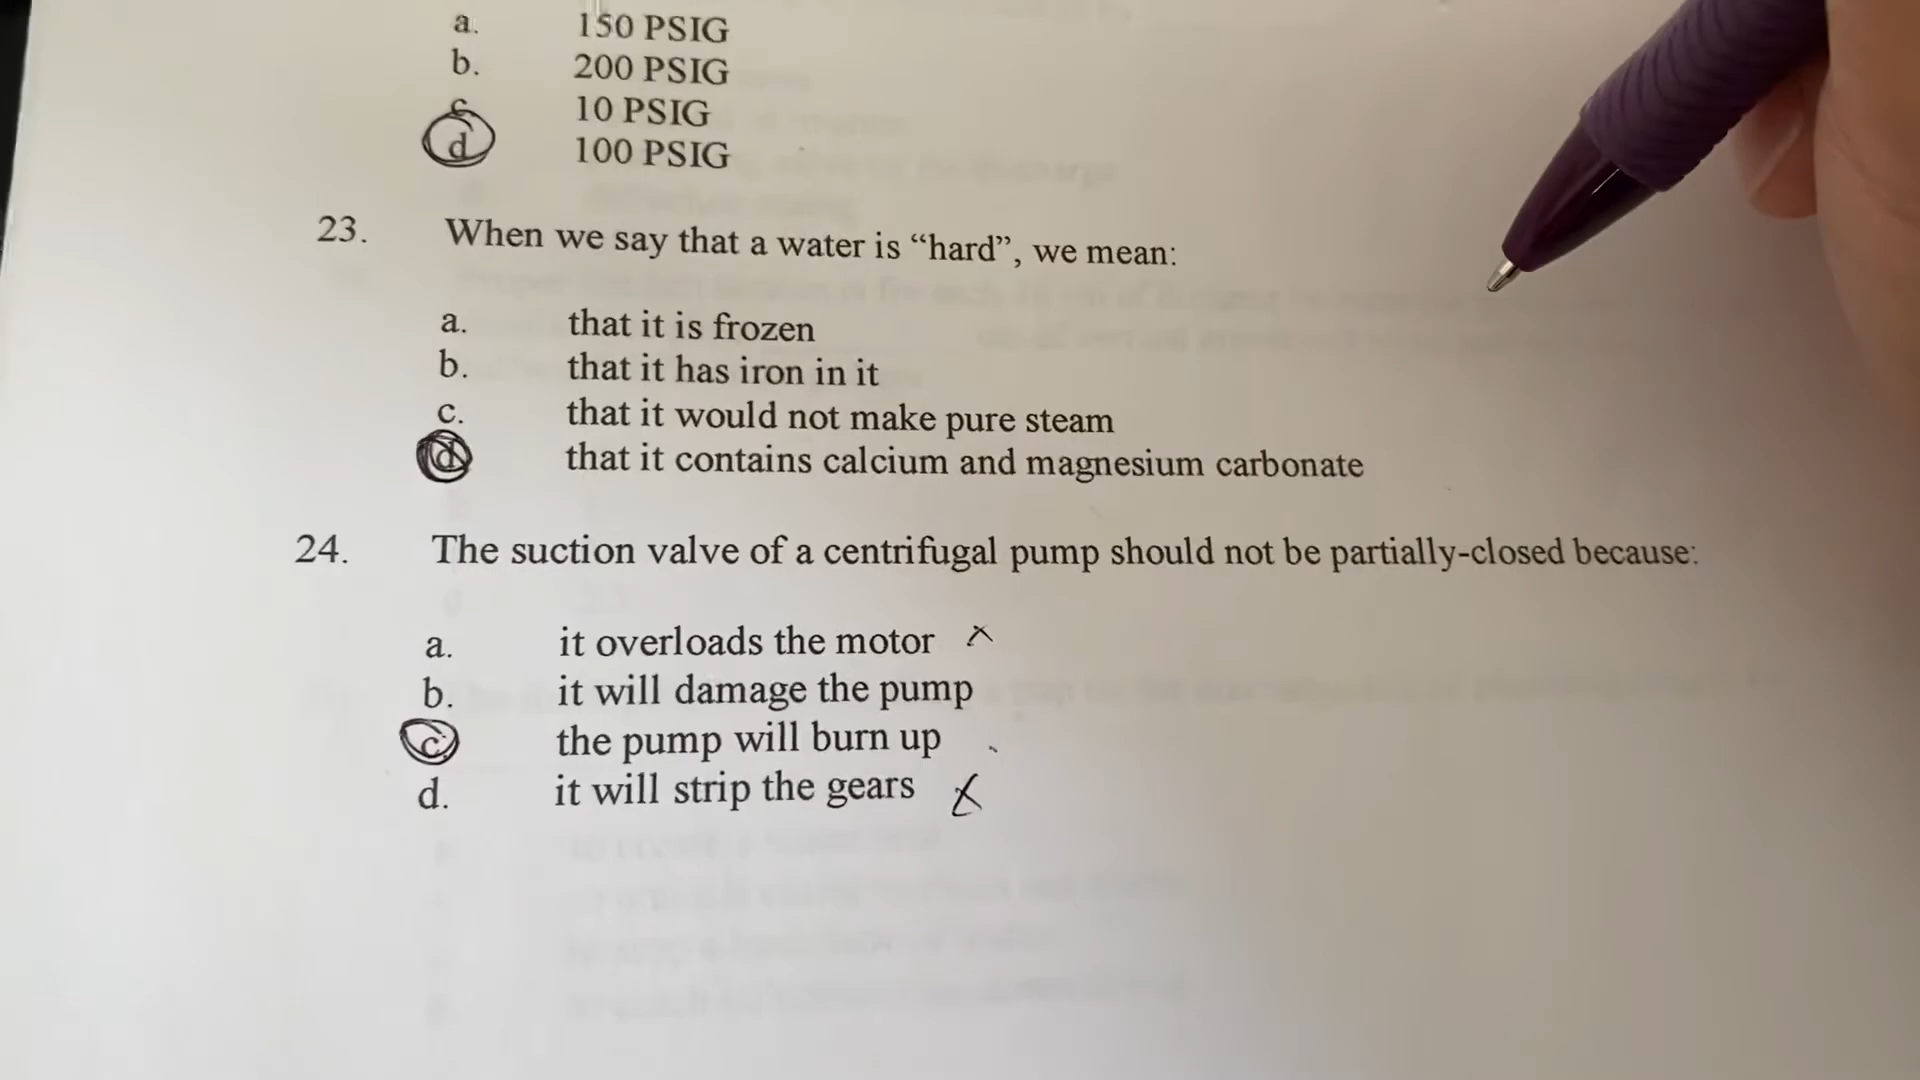 a. 150 PSIG
b. 200 PSIG
c 10 PSIG
d 100 PSIG
23. When we say that a water is “hard”, we mean:
a. that it is frozen
b. that it has iron in it
c. that it would not make pure steam
d that it contains calcium and magnesium carbonate
24. The suction valve of a centrifugal pump should not be partially-closed because:
a. it overloads the motor x
b. it will damage the pump
c. the pump will burn up
d. it will strip the gears x